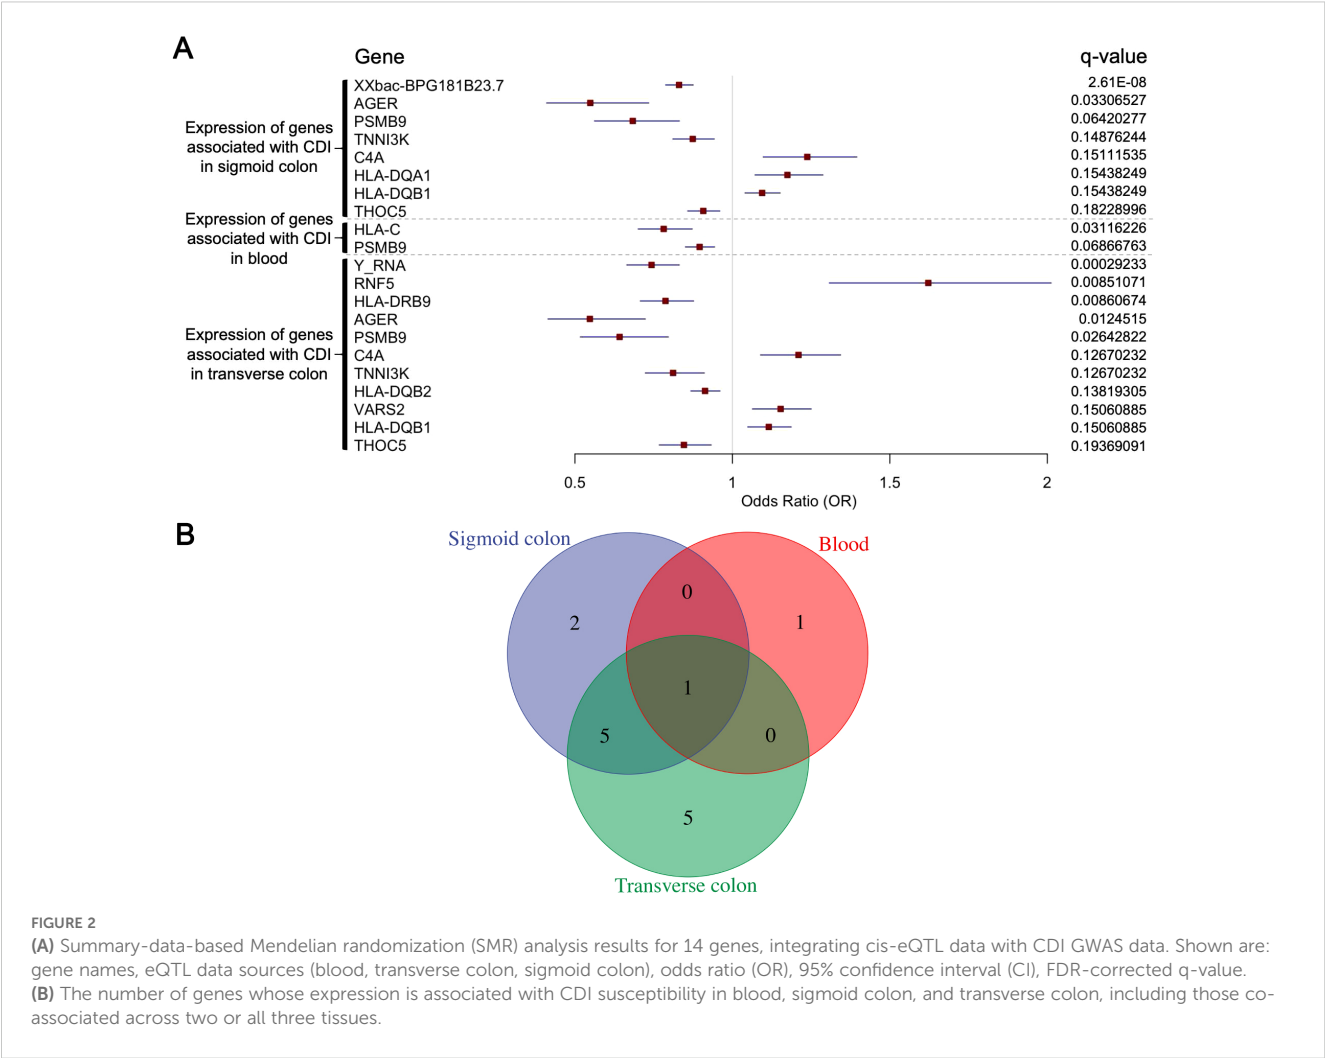 A
Gene
q-value
Expression of genes
associated with CDI
in sigmoid colon
XXbac-BPG181B23.7 2.61E-08
AGER 0.03306527
PSMB9 0.06420277
TNNI3K 0.14876244
C4A 0.15111535
HLA-DQA1 0.15438249
HLA-DQB1 0.15438249
THOC5 0.18228996
Expression of genes
associated with CDI
in blood
HLA-C 0.03116226
PSMB9 0.06866763
Expression of genes
associated with CDI
in transverse colon
Y_RNA 0.00029233
RNF5 0.00851071
HLA-DRB9 0.00860674
AGER 0.0124515
PSMB9 0.02642822
C4A 0.12670232
TNNI3K 0.12670232
HLA-DQB2 0.13819305
VARS2 0.15060885
HLA-DQB1 0.15060885
THOC5 0.19369091
0.5 1 1.5 2
Odds Ratio (OR)
B
Sigmoid colon
Blood
0
2
1
1
5
0
5
Transverse colon
FIGURE 2
(A) Summary-data-based Mendelian randomization (SMR) analysis results for 14 genes, integrating cis-eQTL data with CDI GWAS data. Shown are:
gene names, eQTL data sources (blood, transverse colon, sigmoid colon), odds ratio (OR), 95% confidence interval (CI), FDR-corrected q-value.
(B) The number of genes whose expression is associated with CDI susceptibility in blood, sigmoid colon, and transverse colon, including those co-
associated across two or all three tissues.